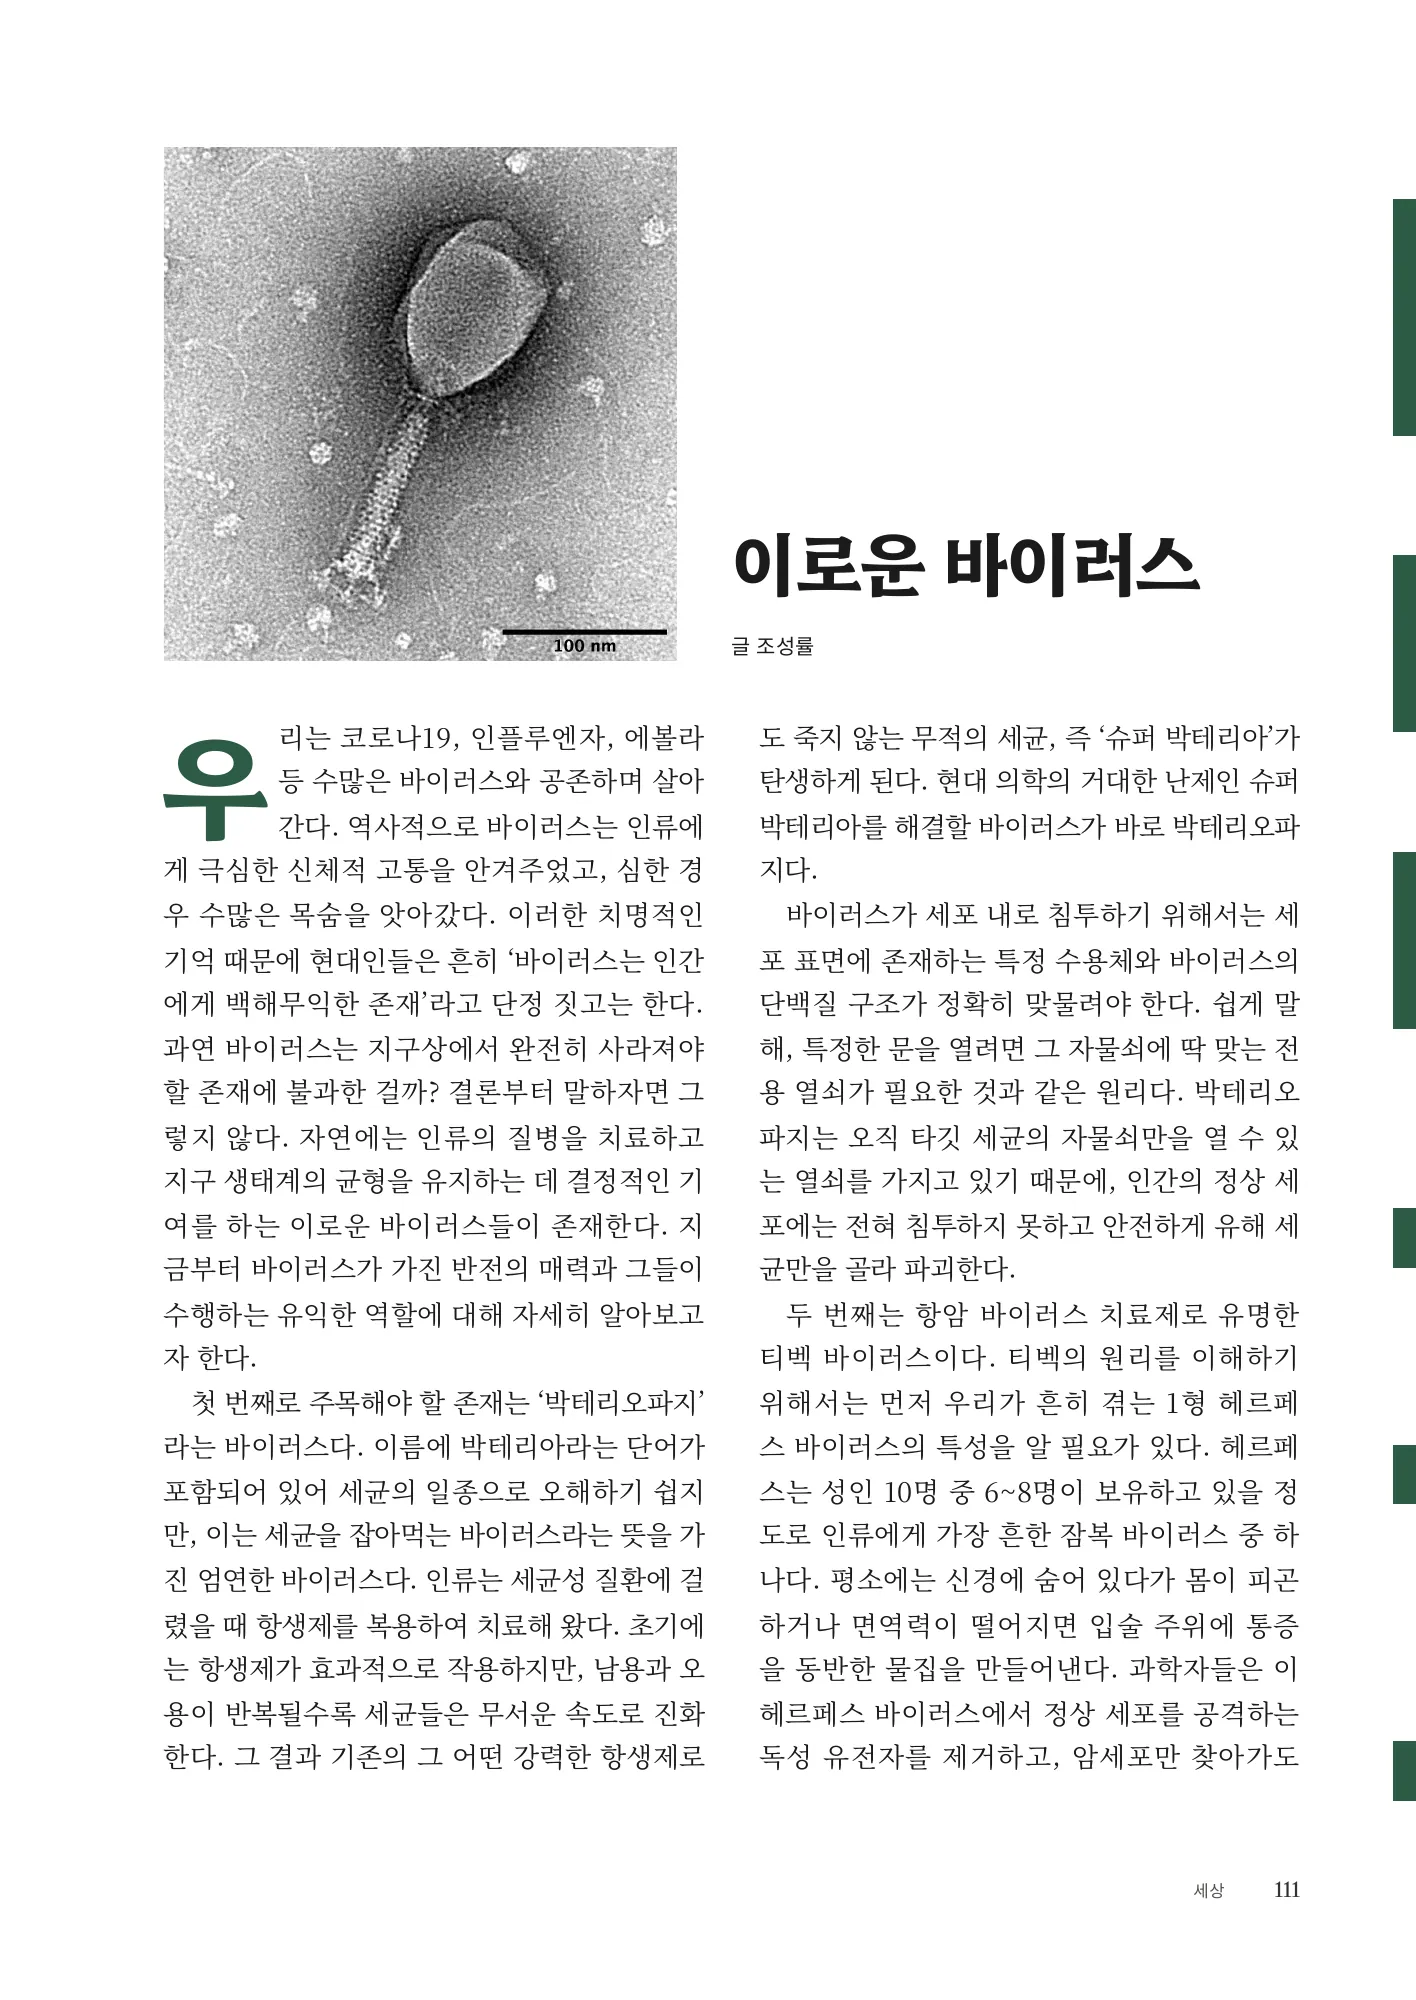 100 nm
이로운 바이러스
글 조성률
우리는 코로나19, 인플루엔자, 에볼라
등 수많은 바이러스와 공존하며 살아
간다. 역사적으로 바이러스는 인류에
게 극심한 신체적 고통을 안겨주었고, 심한 경
우 수많은 목숨을 앗아갔다. 이러한 치명적인
기억 때문에 현대인들은 흔히 ‘바이러스는 인간
에게 백해무익한 존재’라고 단정 짓고는 한다.
과연 바이러스는 지구상에서 완전히 사라져야
할 존재에 불과한 걸까? 결론부터 말하자면 그
렇지 않다. 자연에는 인류의 질병을 치료하고
지구 생태계의 균형을 유지하는 데 결정적인 기
여를 하는 이로운 바이러스들이 존재한다. 지
금부터 바이러스가 가진 반전의 매력과 그들이
수행하는 유익한 역할에 대해 자세히 알아보고
자 한다.
첫 번째로 주목해야 할 존재는 ‘박테리오파지’
라는 바이러스다. 이름에 박테리아라는 단어가
포함되어 있어 세균의 일종으로 오해하기 쉽지
만, 이는 세균을 잡아먹는 바이러스라는 뜻을 가
진 엄연한 바이러스다. 인류는 세균성 질환에 걸
렸을 때 항생제를 복용하여 치료해 왔다. 초기에
는 항생제가 효과적으로 작용하지만, 남용과 오
용이 반복될수록 세균들은 무서운 속도로 진화
한다. 그 결과 기존의 그 어떤 강력한 항생제로
도 죽지 않는 무적의 세균, 즉 ‘슈퍼 박테리아’가
탄생하게 된다. 현대 의학의 거대한 난제인 슈퍼
박테리아를 해결할 바이러스가 바로 박테리오파
지다.
바이러스가 세포 내로 침투하기 위해서는 세
포 표면에 존재하는 특정 수용체와 바이러스의
단백질 구조가 정확히 맞물려야 한다. 쉽게 말
해, 특정한 문을 열려면 그 자물쇠에 딱 맞는 전
용 열쇠가 필요한 것과 같은 원리다. 박테리오
파지는 오직 타깃 세균의 자물쇠만을 열 수 있
는 열쇠를 가지고 있기 때문에, 인간의 정상 세
포에는 전혀 침투하지 못하고 안전하게 유해 세
균만을 골라 파괴한다.
두 번째는 항암 바이러스 치료제로 유명한
티벡 바이러스이다. 티벡의 원리를 이해하기
위해서는 먼저 우리가 흔히 겪는 1형 헤르페
스 바이러스의 특성을 알 필요가 있다. 헤르페
스는 성인 10명 중 6~8명이 보유하고 있을 정
도로 인류에게 가장 흔한 잠복 바이러스 중 하
나다. 평소에는 신경에 숨어 있다가 몸이 피곤
하거나 면역력이 떨어지면 입술 주위에 통증
을 동반한 물집을 만들어낸다. 과학자들은 이
헤르페스 바이러스에서 정상 세포를 공격하는
독성 유전자를 제거하고, 암세포만 찾아가도
세상 111